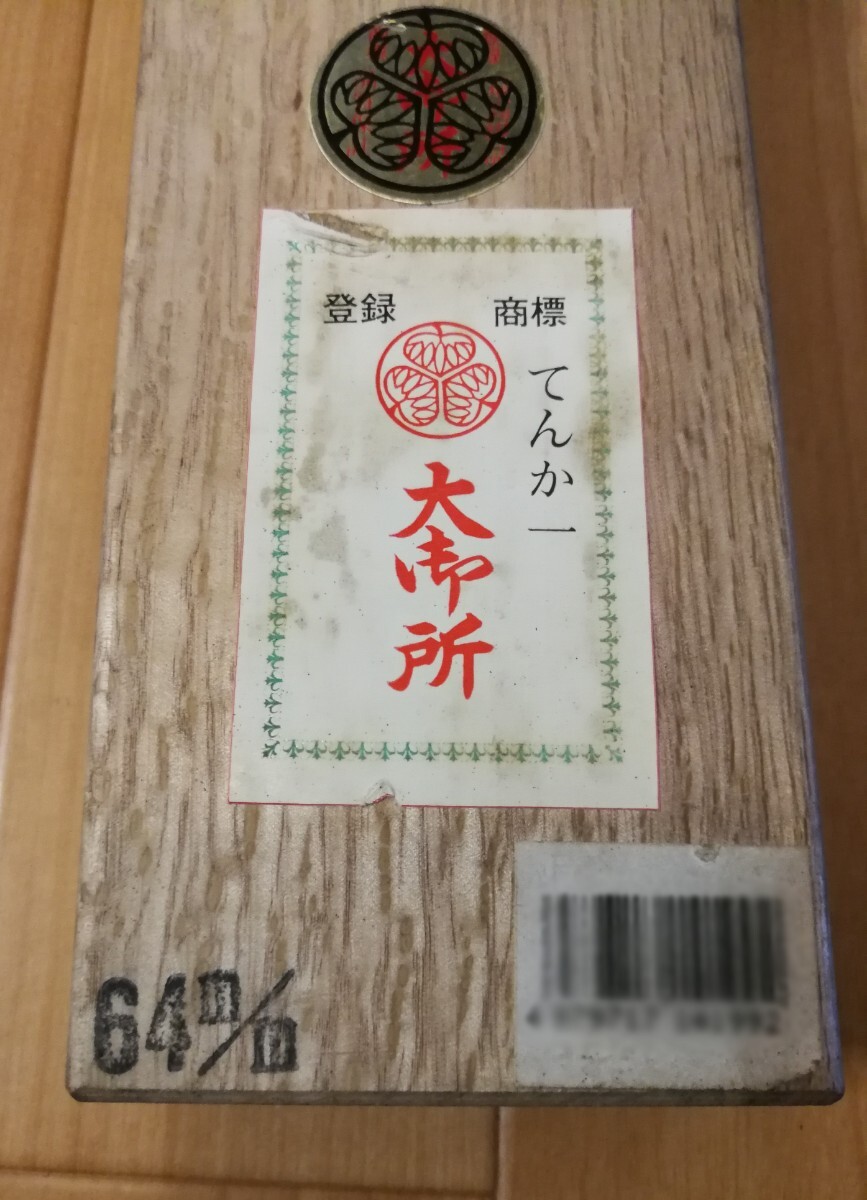 登録 商標
てんか一
大御所
64m/m